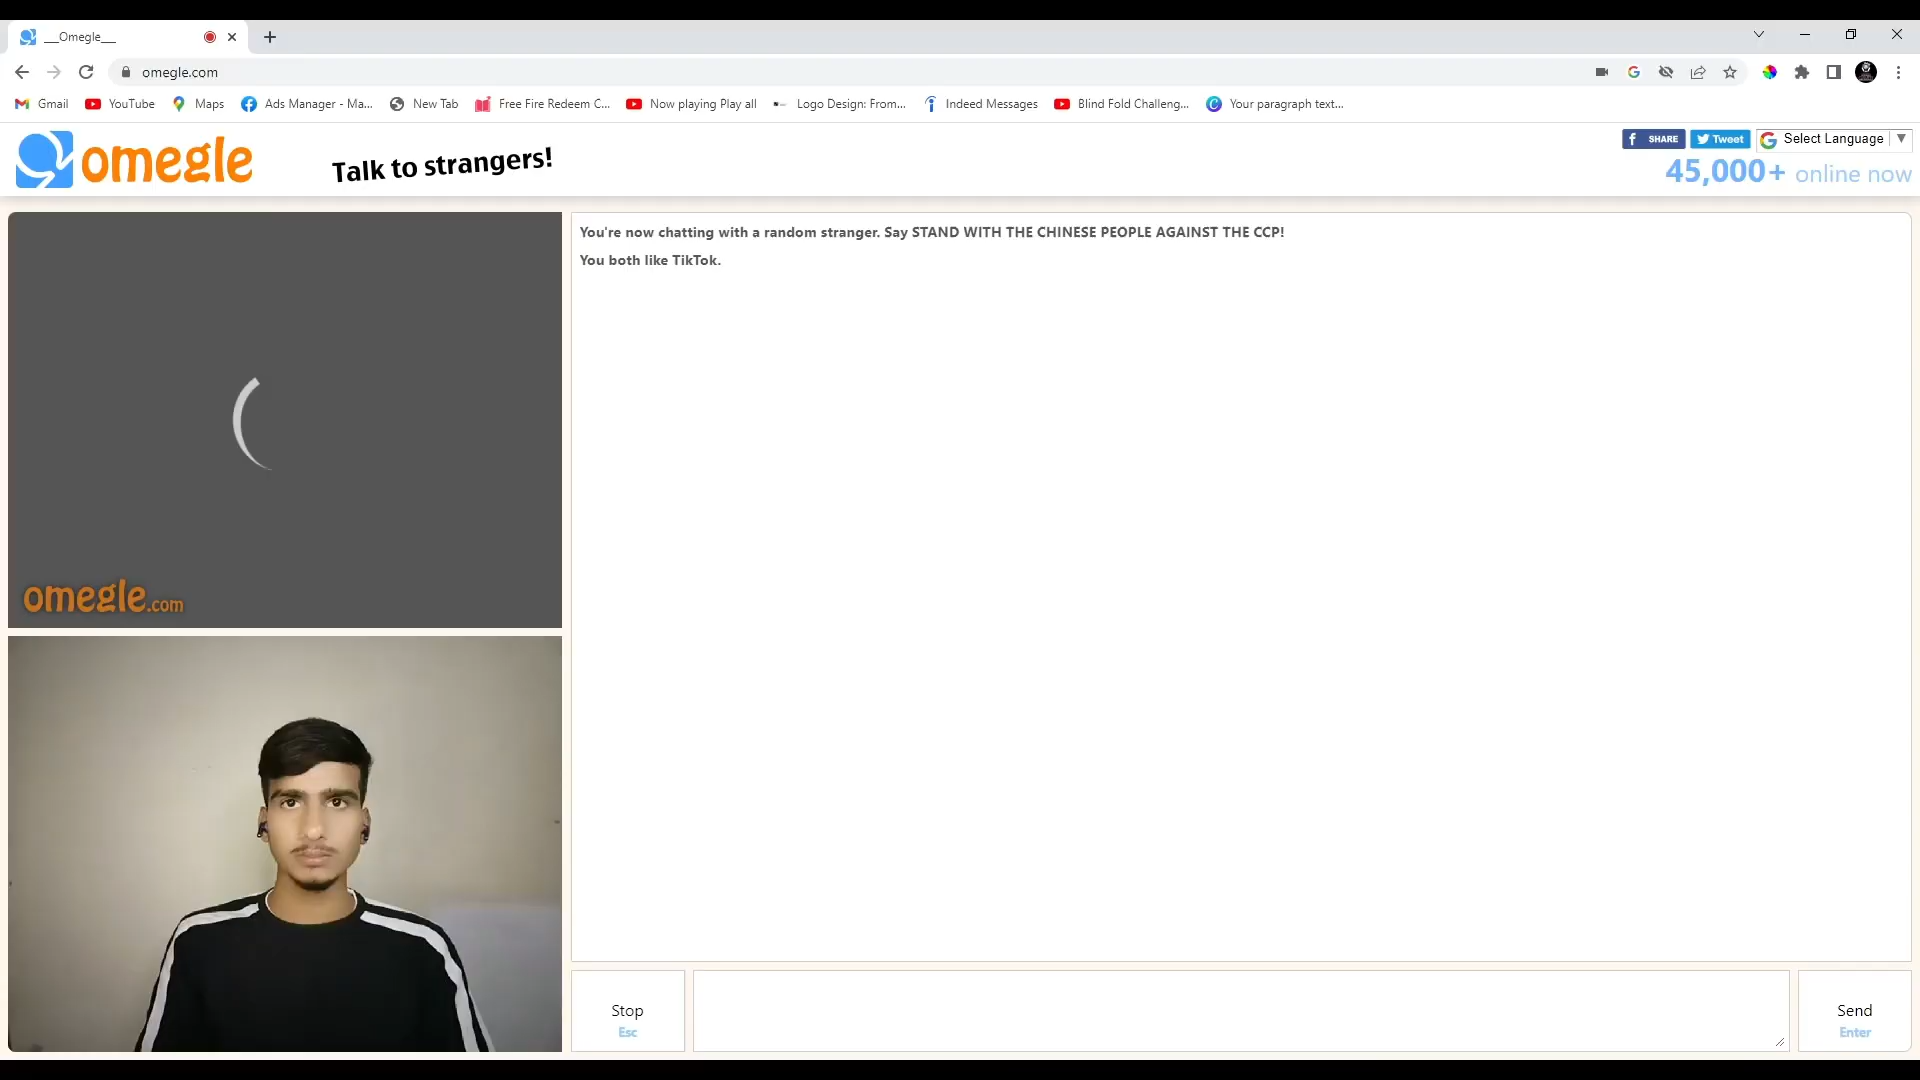 __Omegle__
omegle.com
Gmail
YouTube
Maps
Ads Manager - Ma...
New Tab
Free Fire Redeem C...
Now playing Play all
Logo Design: From...
Indeed Messages
Blind Fold Challeng...
Your paragraph text...
omegle
Talk to strangers!
SHARE
Tweet
Select Language
45,000+ online now
You're now chatting with a random stranger. Say STAND WITH THE CHINESE PEOPLE AGAINST THE CCP!
You both like TikTok.
omegle.com
Stop
Esc
Send
Enter